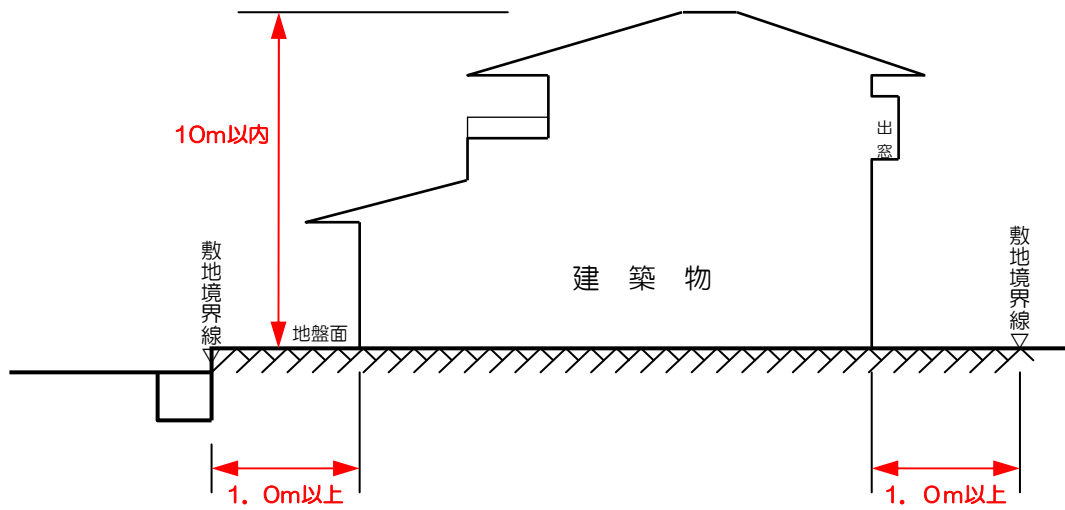 10m以内
出窓
敷地境界線
敷地境界線
建　築　物
地盤面
1．0m以上
1．0m以上